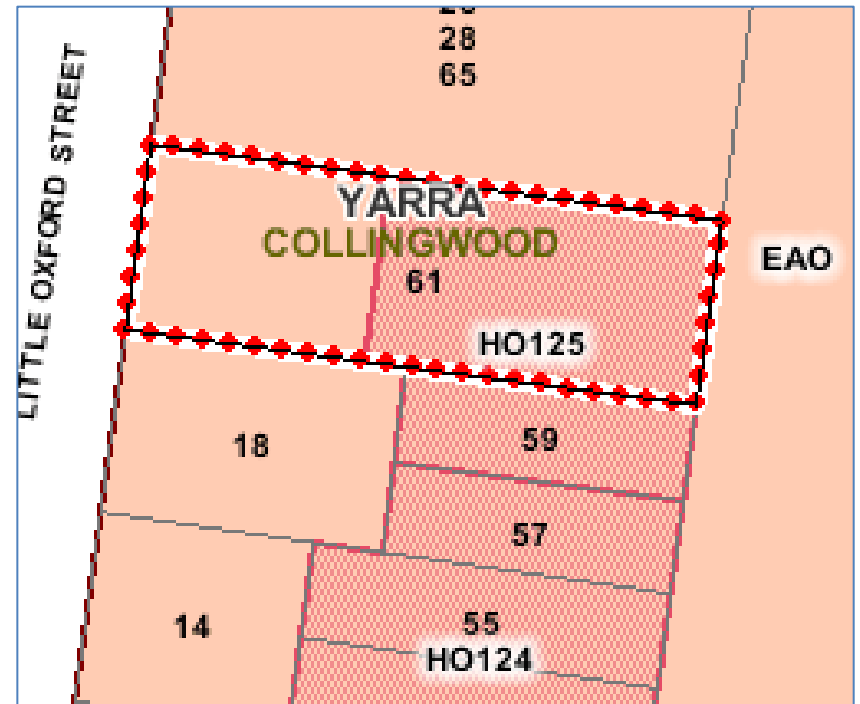 28
65
LITTLE OXFORD STREET
YARRA
COLLINGWOOD
EAO
61
HO125
18
59
57
14
55
HO124